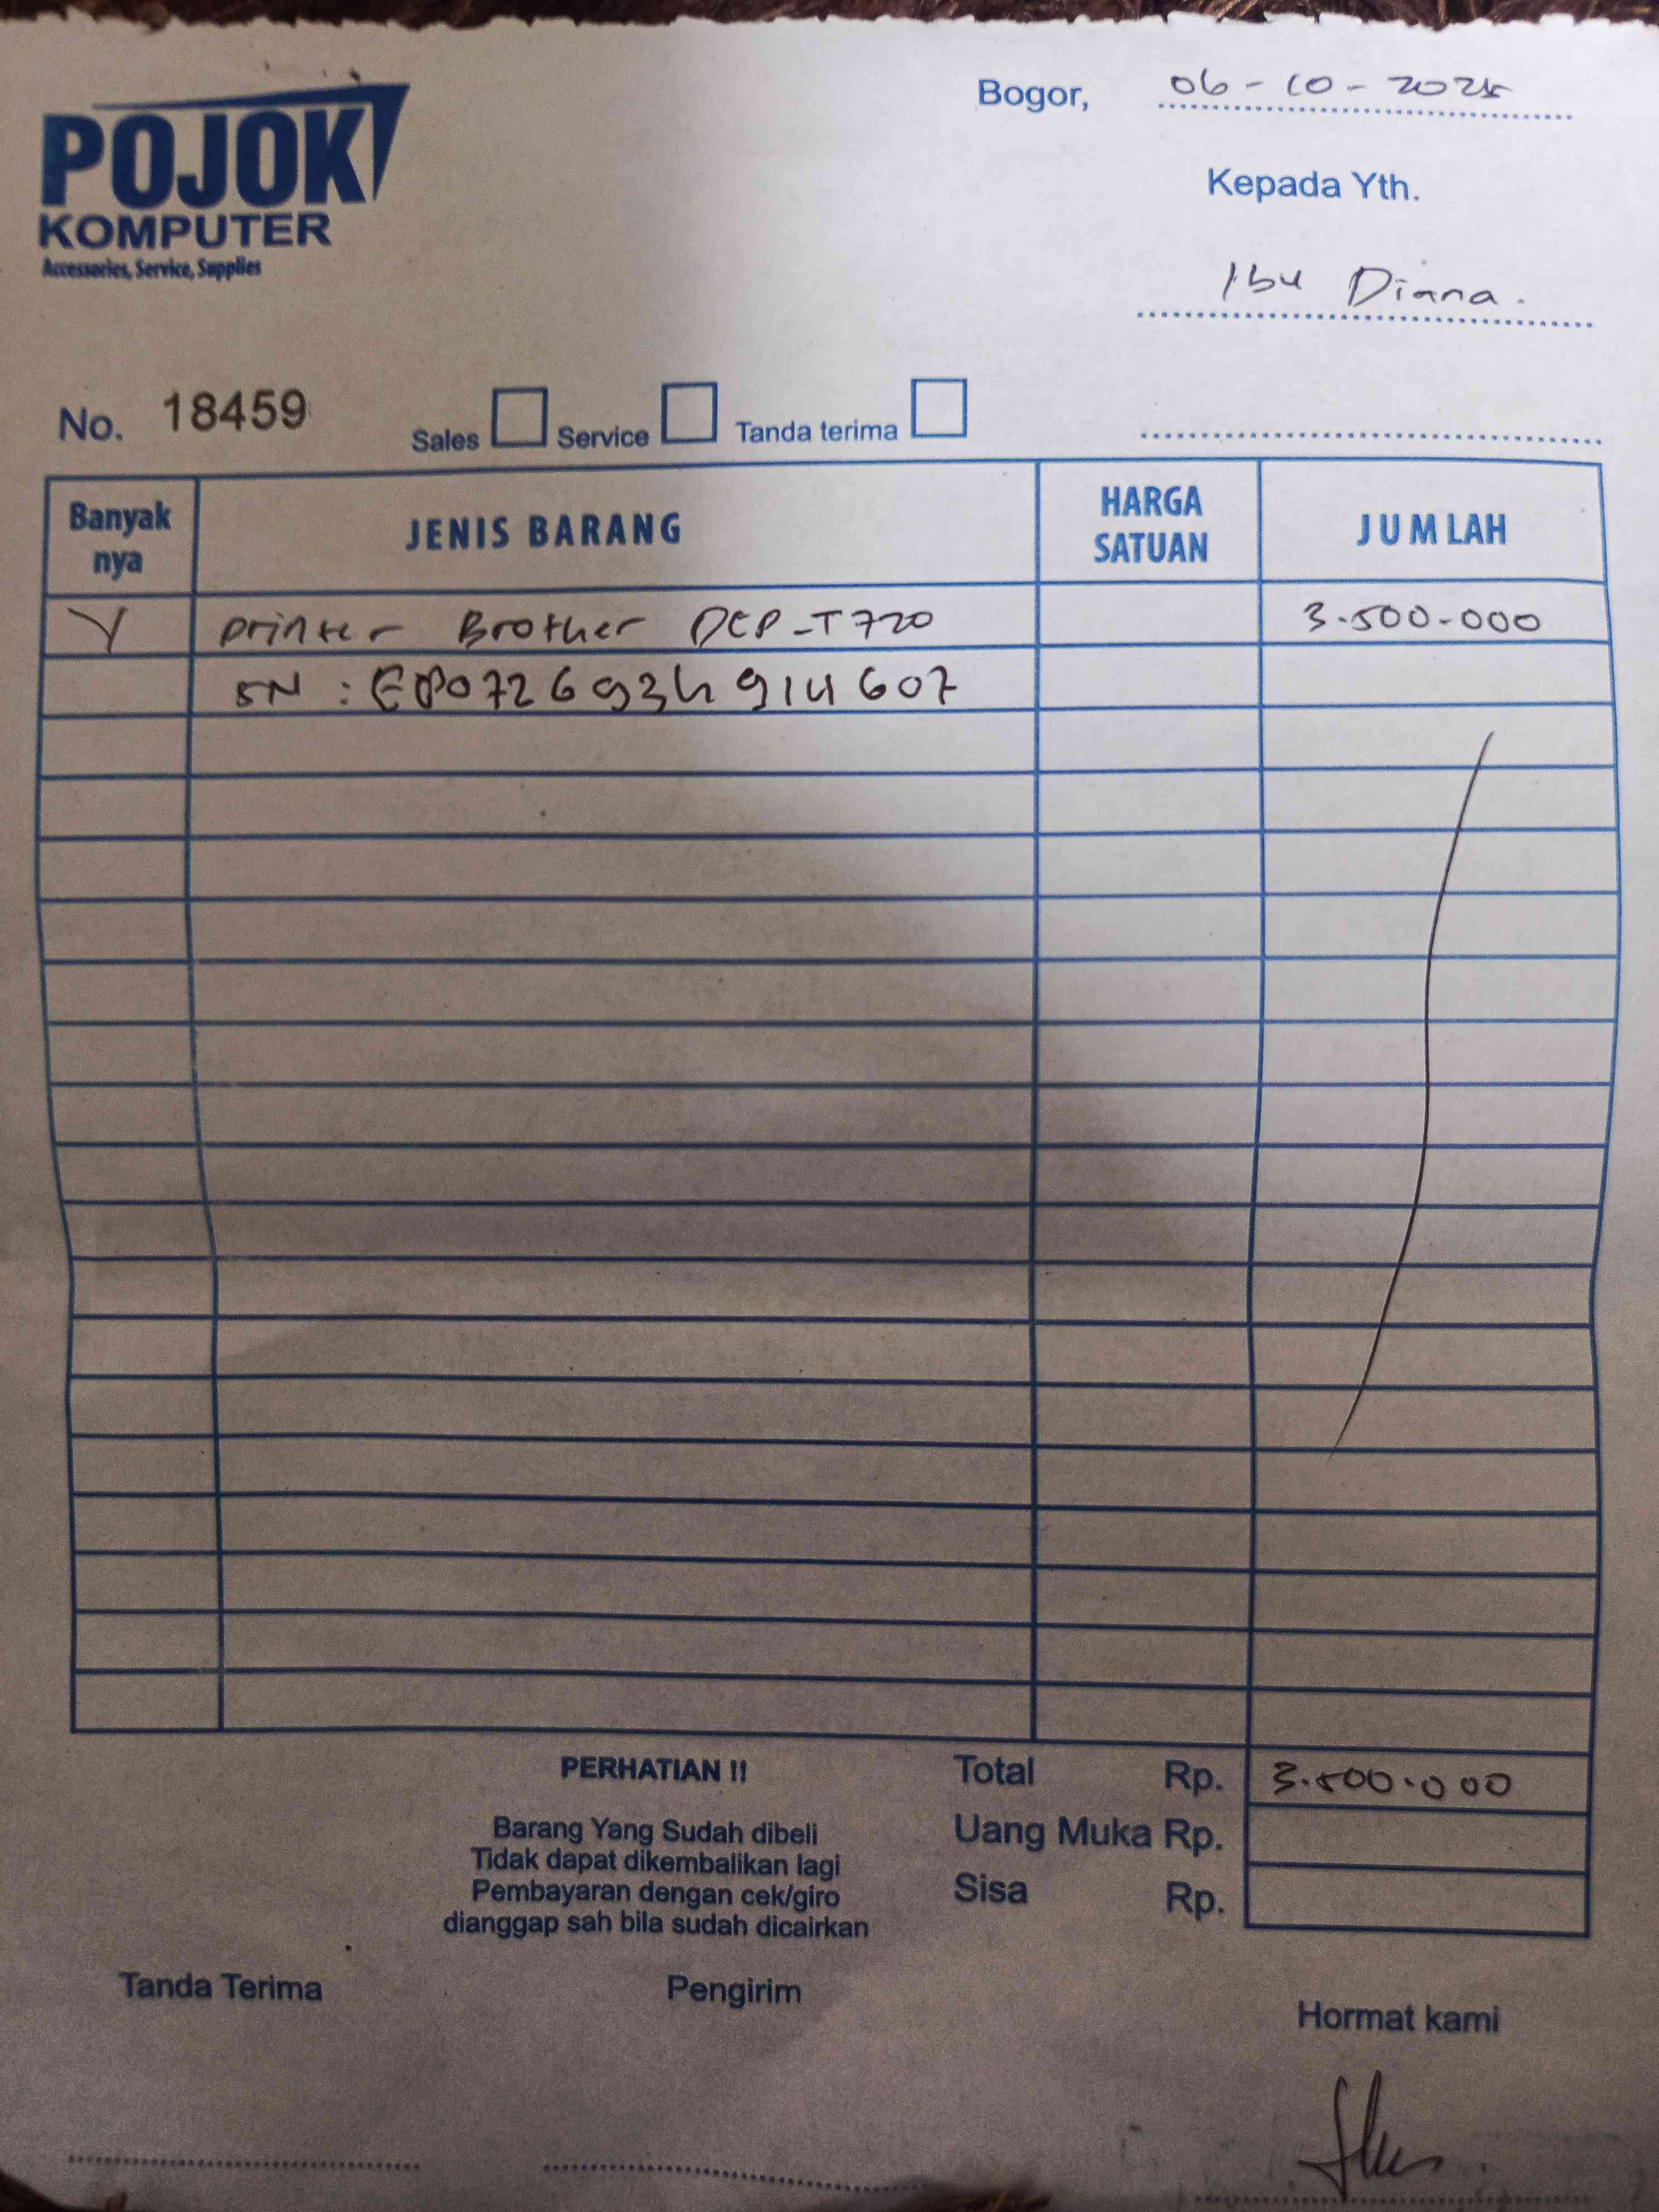 Bogor, 06-10-2025
POJOK
KOMPUTER
Accessories, Service, Supplies
Kepada Yth.
Ibu Diana.
No. 18459 Sales Service Tanda terima
Banyak nya JENIS BARANG HARGA SATUAN JUMLAH
printer Brother DCP-T720 3.500.000
SN :
PERHATIAN !!
Barang Yang Sudah dibeli
Tidak dapat dikembalikan lagi
Pembayaran dengan cek/giro
dianggap sah bila sudah dicairkan
Total Rp. 3.500.000
Uang Muka Rp.
Sisa Rp.
Tanda Terima Pengirim Hormat kami